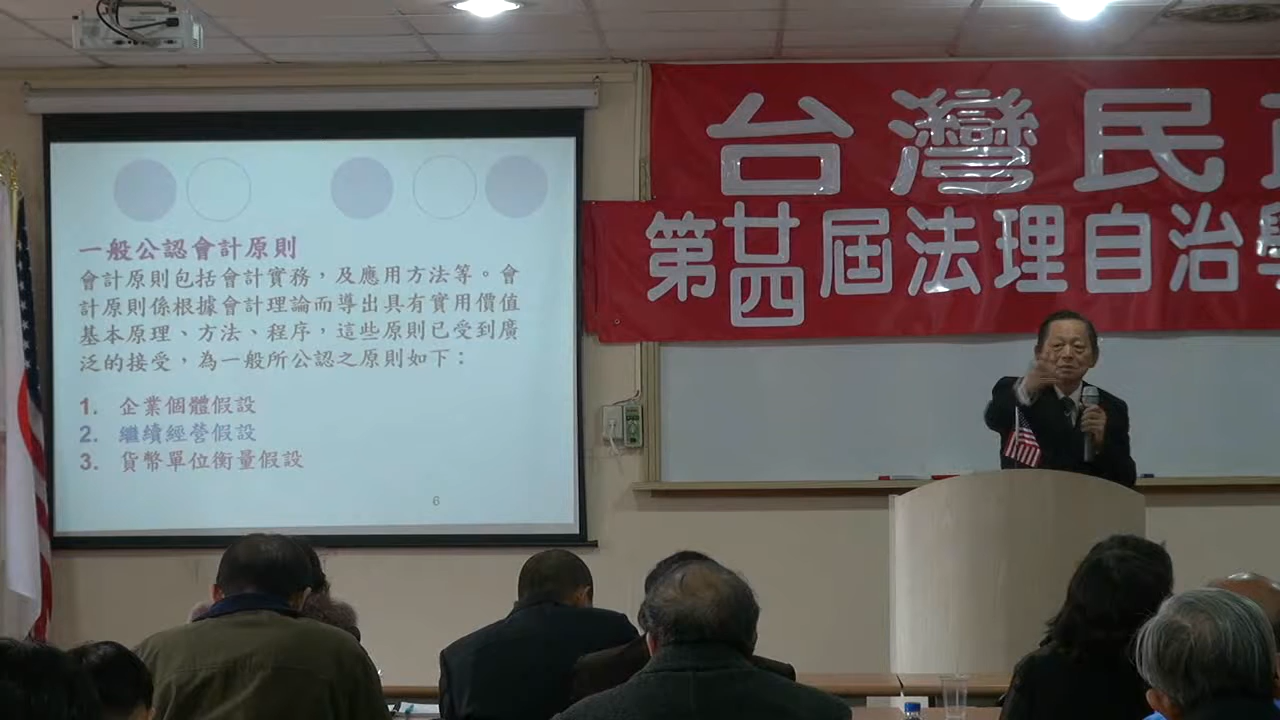 一般公認會計原則
會計原則包括會計實務，及應用方法等。會
計原則係根據會計理論而導出具有實用價值
基本原理、方法、程序，這些原則已受到廣
泛的接受，為一般所公認之原則如下：
1. 企業個體假設
2. 繼續經營假設
3. 貨幣單位衡量假設
6
台灣民
第廿四屆法理自治學